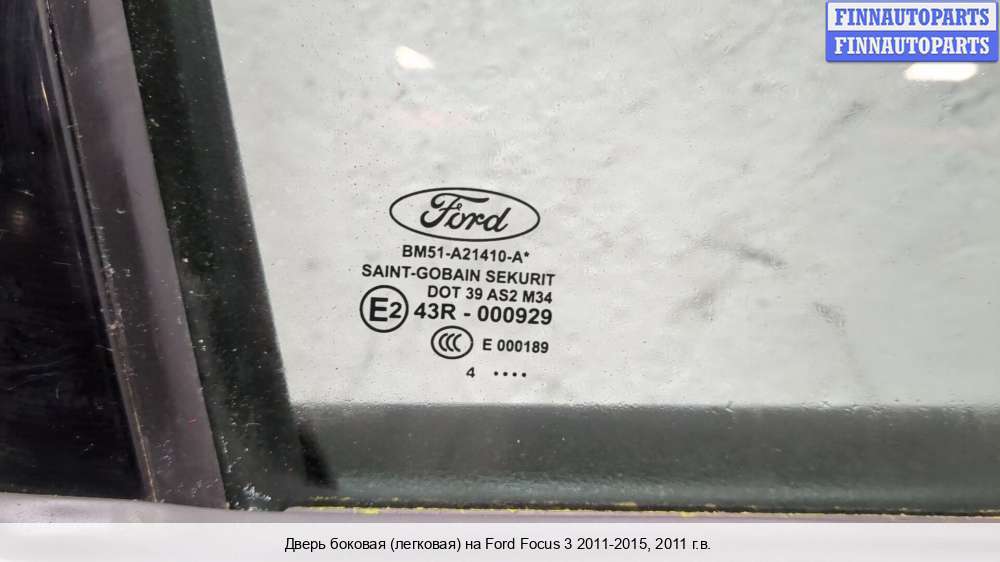 FINNAUTOPARTS
FINNAUTOPARTS
Ford
BM51-A21410-A*
SAINT-GOBAIN SEKURIT
DOT 39 AS2 M34
E2 43R - 000929
CCC E 000189
4 ....
Дверь боковая (легковая) на Ford Focus 3 2011-2015, 2011 г.в.